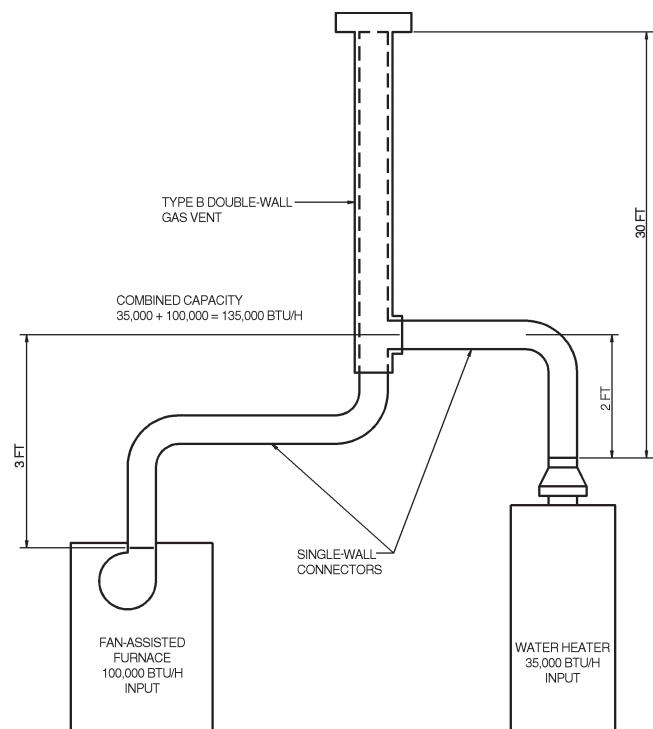 TYPE B DOUBLE-WALL
GAS VENT
30 FT
COMBINED CAPACITY
35,000 + 100,000 = 135,000 BTU/H
2 FT
3 FT
SINGLE-WALL
CONNECTORS
FAN-ASSISTED
FURNACE
100,000 BTU/H
INPUT
WATER HEATER
35,000 BTU/H
INPUT